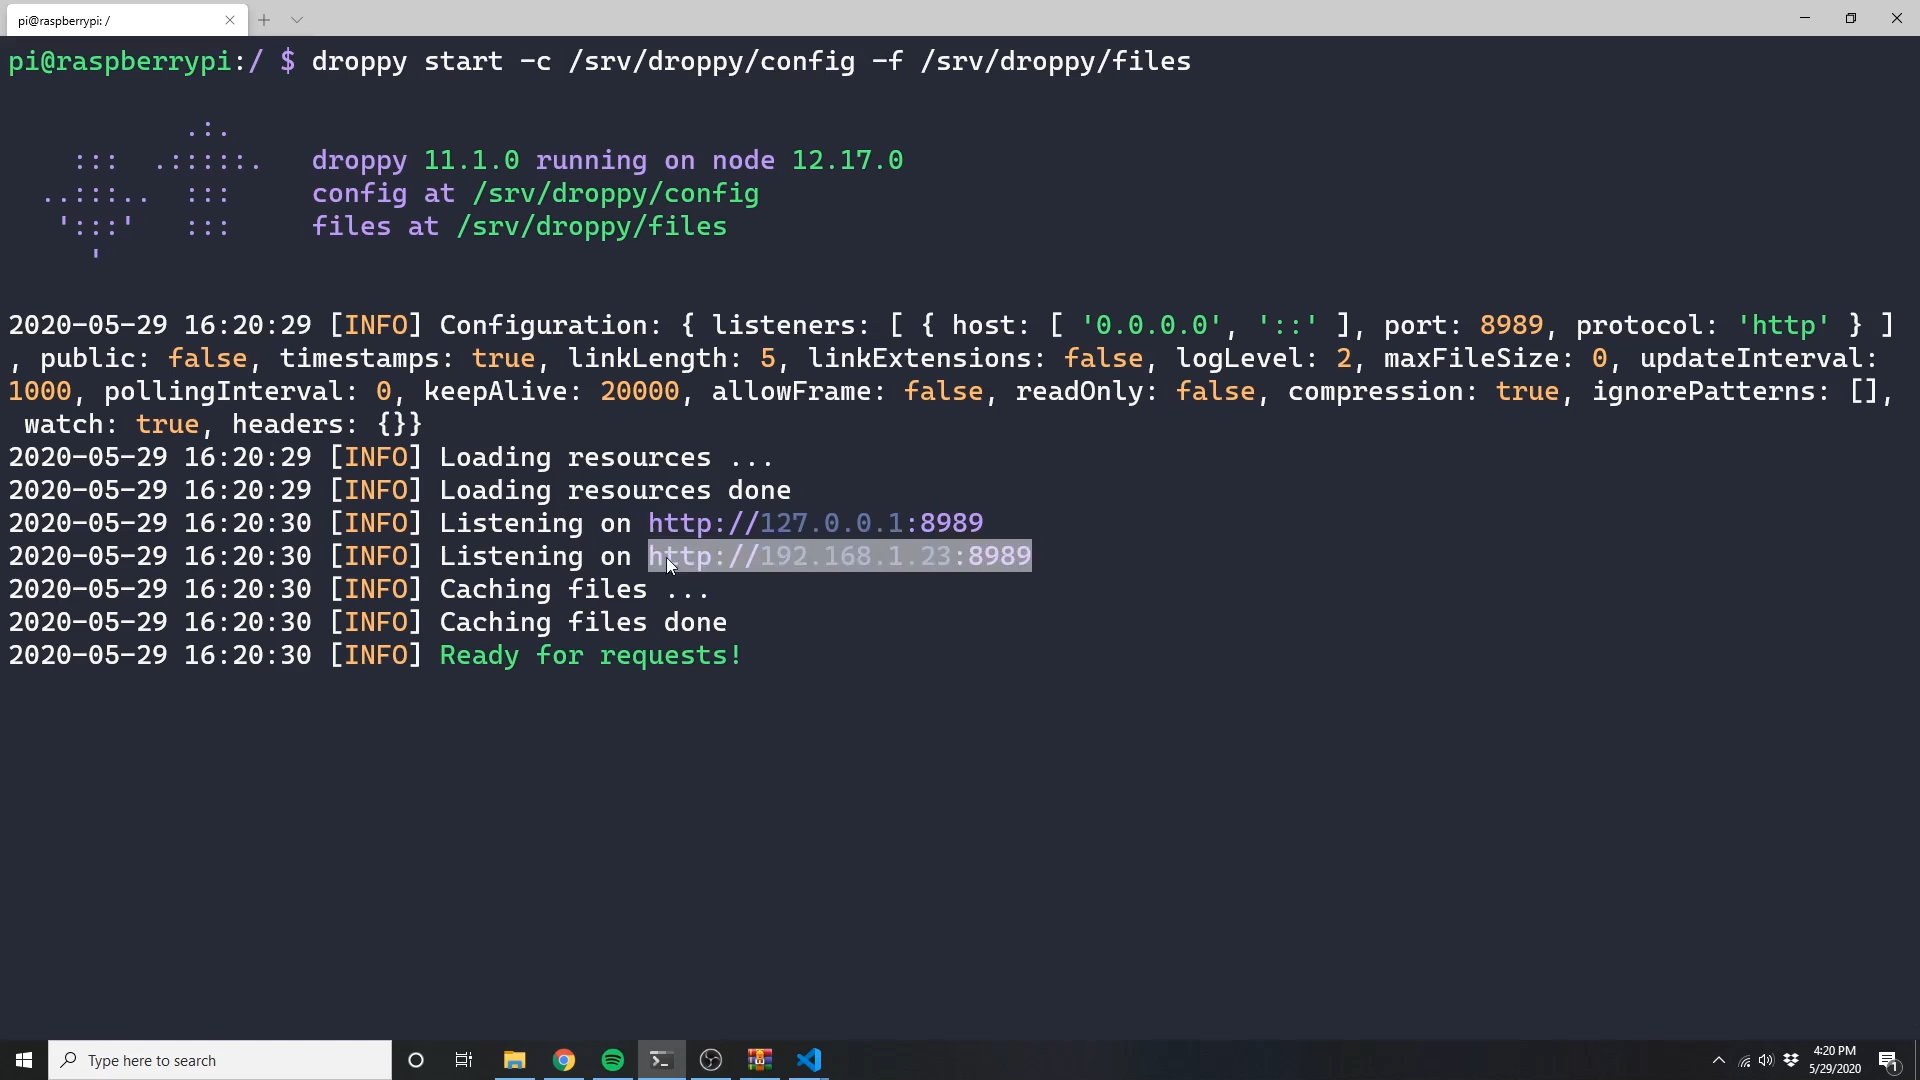 pi@raspberrypi: /
pi@raspberrypi:/ $ droppy start -c /srv/droppy/config -f /srv/droppy/files
.:.
:::  .:::::.   droppy 11.1.0 running on node 12.17.0
..:::..  :::     config at /srv/droppy/config
':::'   :::     files at /srv/droppy/files
'
2020-05-29 16:20:29 [INFO] Configuration: { listeners: [ { host: [ '0.0.0.0', '::' ], port: 8989, protocol: 'http' } ]
, public: false, timestamps: true, linkLength: 5, linkExtensions: false, logLevel: 2, maxFileSize: 0, updateInterval:
1000, pollingInterval: 0, keepAlive: 20000, allowFrame: false, readOnly: false, compression: true, ignorePatterns: [],
watch: true, headers: {}}
2020-05-29 16:20:29 [INFO] Loading resources ...
2020-05-29 16:20:29 [INFO] Loading resources done
2020-05-29 16:20:30 [INFO] Listening on http://127.0.0.1:8989
2020-05-29 16:20:30 [INFO] Listening on http://192.168.1.23:8989
2020-05-29 16:20:30 [INFO] Caching files ...
2020-05-29 16:20:30 [INFO] Caching files done
2020-05-29 16:20:30 [INFO] Ready for requests!
Type here to search
4:20 PM
5/29/2020
1